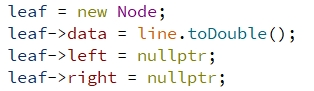 leaf = new Node;
leaf->data = line.toDouble();
leaf->left = nullptr;
leaf->right = nullptr;